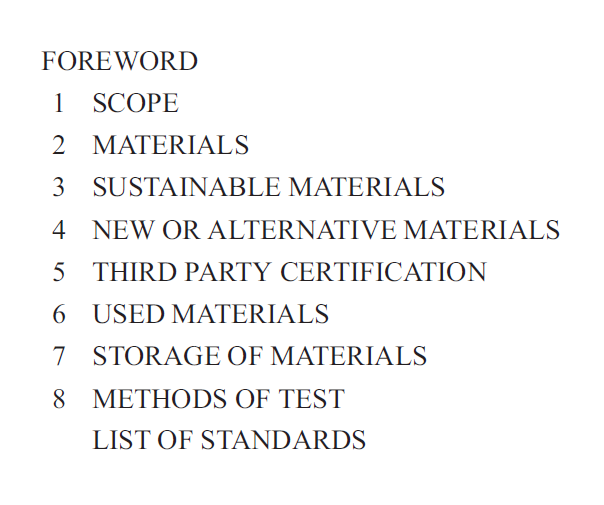 FOREWORD
1 SCOPE
2 MATERIALS
3 SUSTAINABLE MATERIALS
4 NEW OR ALTERNATIVE MATERIALS
5 THIRD PARTY CERTIFICATION
6 USED MATERIALS
7 STORAGE OF MATERIALS
8 METHODS OF TEST
LIST OF STANDARDS